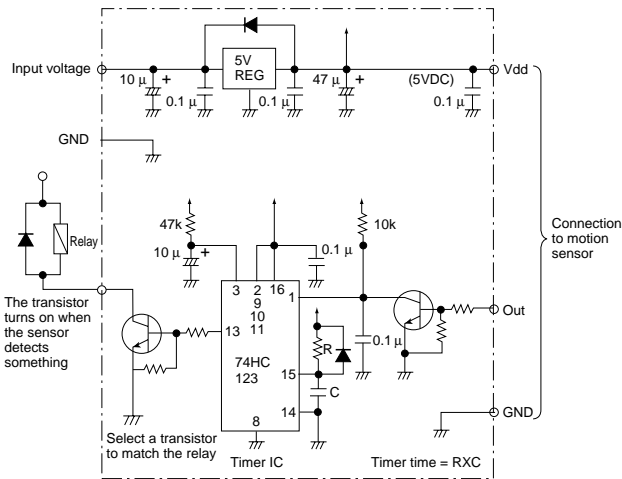 Input voltage
10 μ
+
0.1 μ
5V
REG
0.1 μ
47 μ
+
(5VDC)
0.1 μ
Vdd
GND
Relay
47k
10 μ
+
0.1 μ
10k
Connection
to motion
sensor
3
2
16
9
10
11
1
13
74HC
123
15
14
8
R
C
0.1 μ
Out
GND
The transistor
turns on when
the sensor
detects
something
Select a transistor
to match the relay
Timer IC
Timer time = RXC